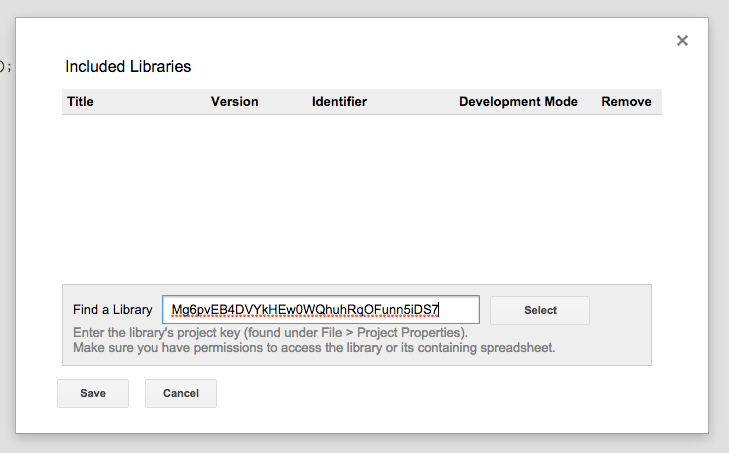 );
×
Included Libraries
Title Version Identifier Development Mode Remove
Find a Library Mg6pvEB4DVYkHEw0WQhuhRqOFunn5iDS7 Select
Enter the library's project key (found under File > Project Properties).
Make sure you have permissions to access the library or its containing spreadsheet.
Save Cancel